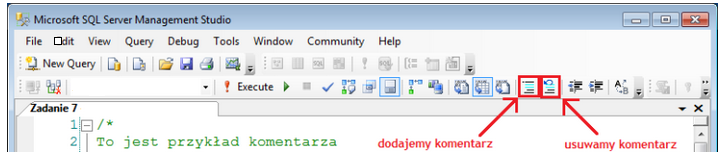 Microsoft SQL Server Management Studio
File Edit View Query Debug Tools Window Community Help
New Query
Execute
Zadanie 7
1 /*
2 To jest przykład komentarza
dodajemy komentarz
usuwamy komentarz